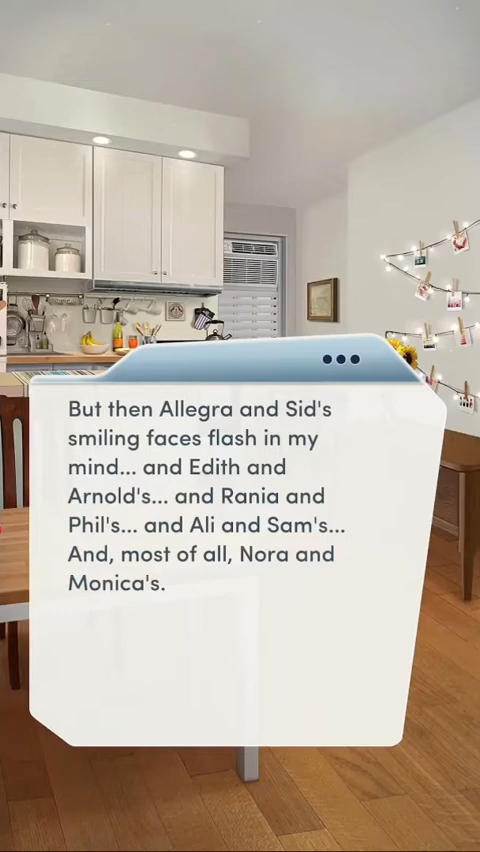 But then Allegra and Sid's
smiling faces flash in my
mind... and Edith and
Arnold's... and Rania and
Phil's... and Ali and Sam's...
And, most of all, Nora and
Monica's.